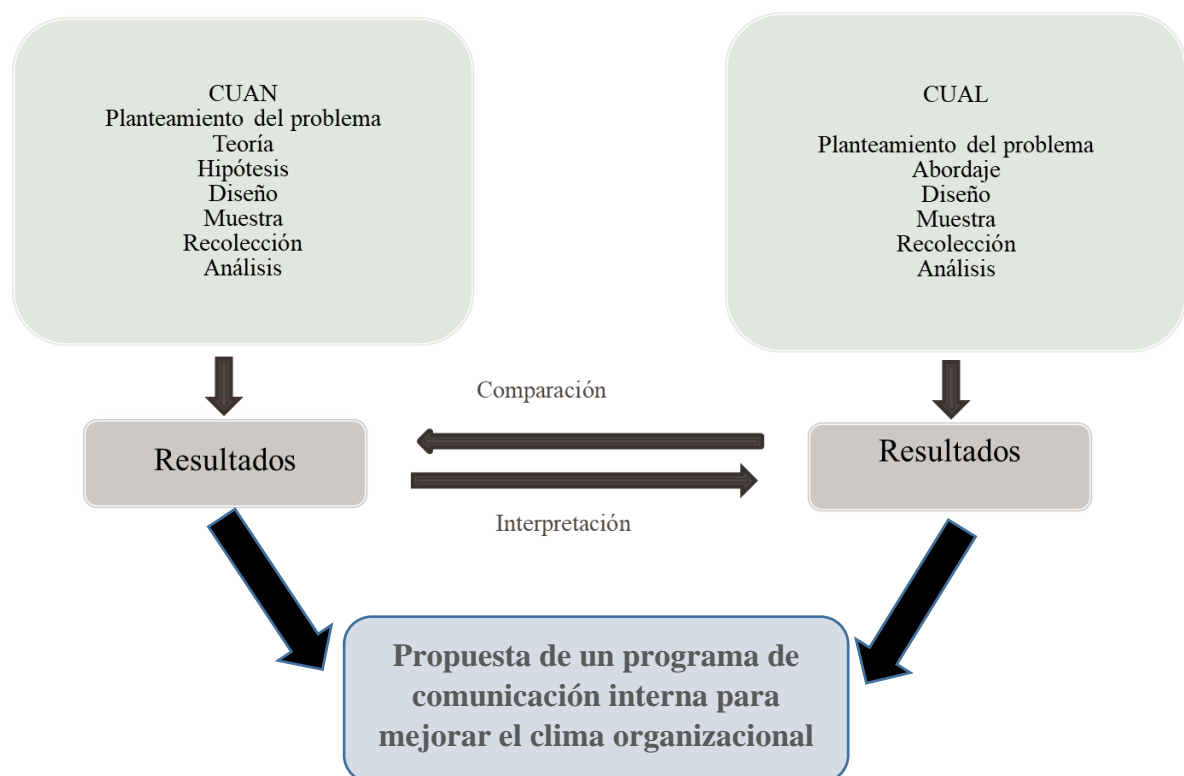 CUAN
Planteamiento del problema
Teoría
Hipótesis
Diseño
Muestra
Recolección
Análisis
CUAL
Planteamiento del problema
Abordaje
Diseño
Muestra
Recolección
Análisis
Comparación
Resultados
Resultados
Interpretación
Propuesta de un programa de
comunicación interna para
mejorar el clima organizacional